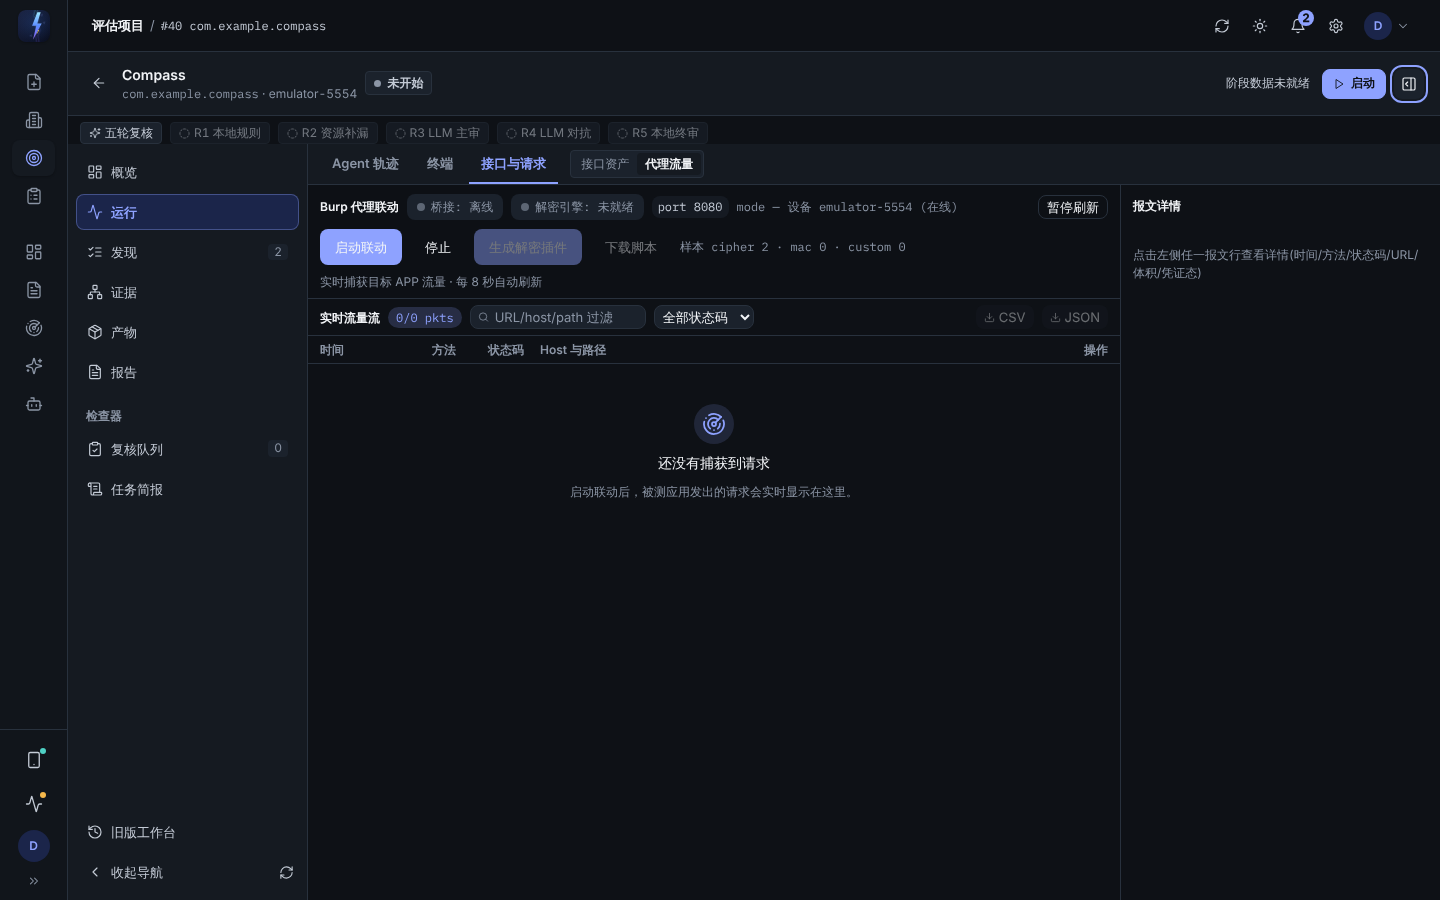 评估项目 / #40 com.example.compass
2
D
Compass
com.example.compass · emulator-5554
未开始
阶段数据未就绪
启动
五轮复核
R1 本地规则
R2 资源补漏
R3 LLM 主审
R4 LLM 对抗
R5 本地终审
概览
运行
发现 2
证据
产物
报告
检查器
复核队列 0
任务简报
旧版工作台
收起导航
D
Agent 轨迹
终端
接口与请求
接口资产
代理流量
Burp 代理联动
桥接: 离线
解密引擎: 未就绪
port 8080
mode — 设备 emulator-5554 (在线)
暂停刷新
启动联动
停止
生成解密插件
下载脚本
样本 cipher 2 · mac 0 · custom 0
实时捕获目标 APP 流量 · 每 8 秒自动刷新
实时流量流
0/0 pkts
URL/host/path 过滤
全部状态码
CSV
JSON
时间 方法 状态码 Host 与路径 操作
还没有捕获到请求
启动联动后，被测应用发出的请求会实时显示在这里。
报文详情
点击左侧任一报文行查看详情(时间/方法/状态码/URL/
体积/凭证态)